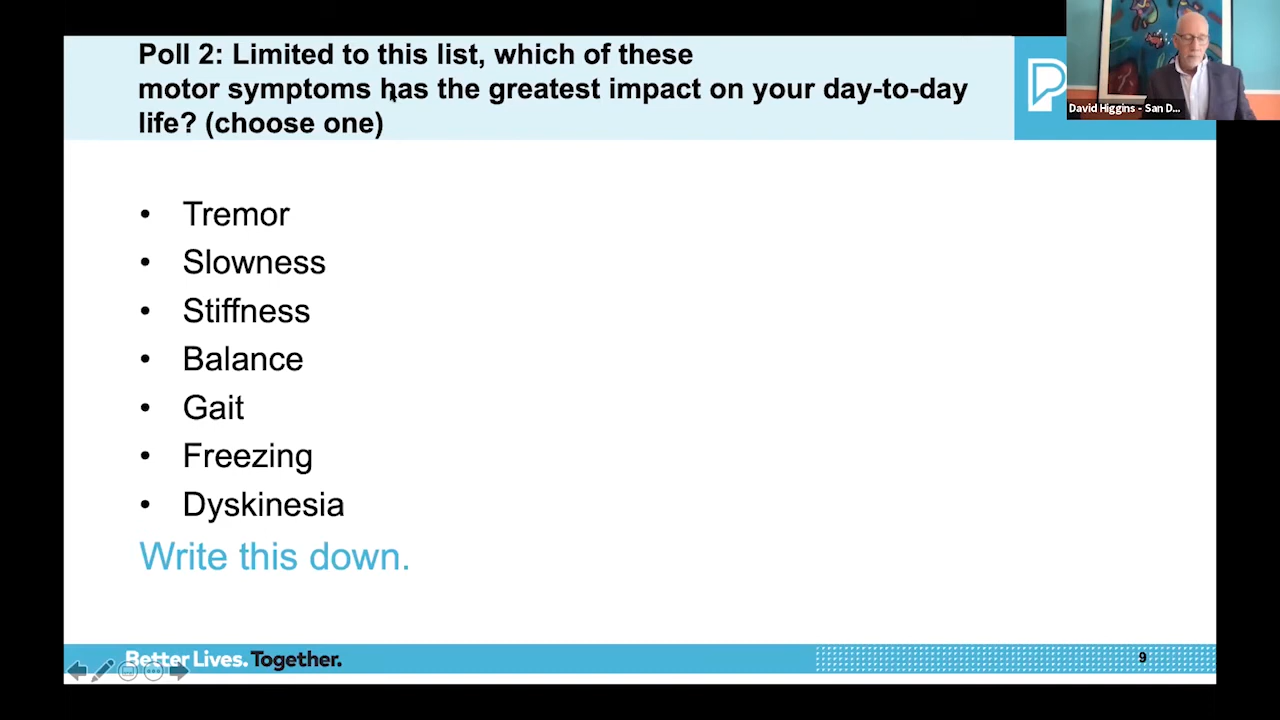 Poll 2: Limited to this list, which of these
motor symptoms has the greatest impact on your day-to-day
life? (choose one)
David Higgins - San D...
• Tremor
• Slowness
• Stiffness
• Balance
• Gait
• Freezing
• Dyskinesia
Write this down.
Better Lives. Together.
9